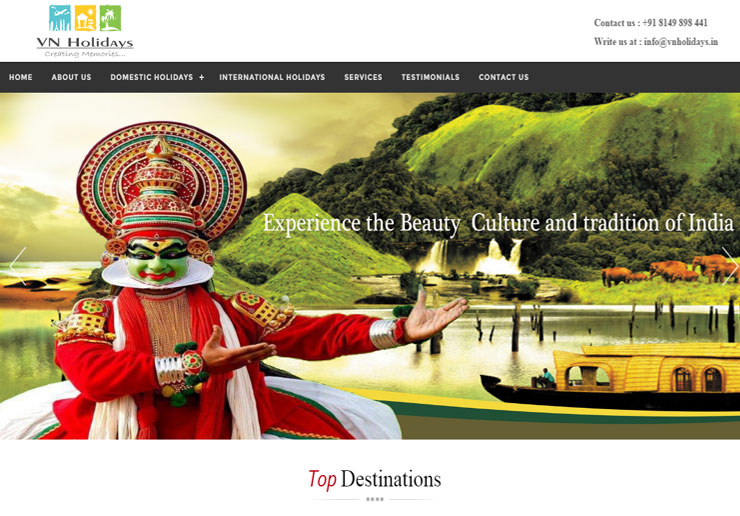 VN Holidays
Creating Memories...
Contact us : +91 8149 898 441
Write us at : info@vnholidays.in
HOME ABOUT US DOMESTIC HOLIDAYS + INTERNATIONAL HOLIDAYS SERVICES TESTIMONIALS CONTACT US
Experience the Beauty Culture and tradition of India
Top Destinations